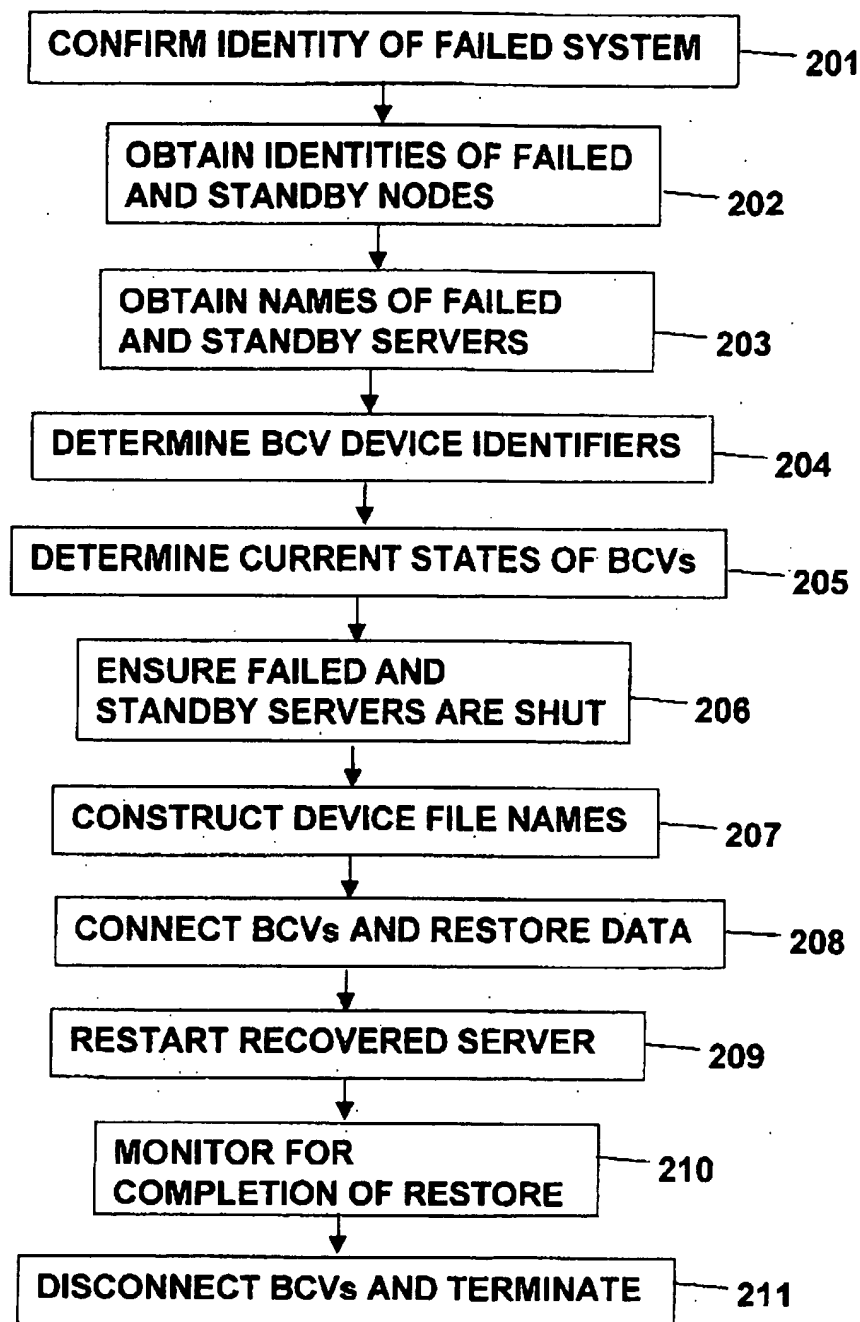 CONFIRM IDENTITY OF FAILED SYSTEM
201
OBTAIN IDENTITIES OF FAILED
AND STANDBY NODES
202
OBTAIN NAMES OF FAILED
AND STANDBY SERVERS
203
DETERMINE BCV DEVICE IDENTIFIERS
204
DETERMINE CURRENT STATES OF BCVs
205
ENSURE FAILED AND
STANDBY SERVERS ARE SHUT
206
CONSTRUCT DEVICE FILE NAMES
207
CONNECT BCVs AND RESTORE DATA
208
RESTART RECOVERED SERVER
209
MONITOR FOR
COMPLETION OF RESTORE
210
DISCONNECT BCVs AND TERMINATE
211